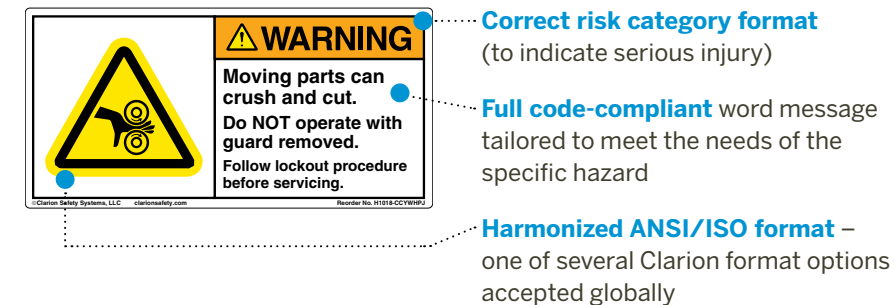 WARNING
Moving parts can
crush and cut.
Do NOT operate with
guard removed.
Follow lockout procedure
before servicing.
©Clarion Safety Systems, LLC clarionsafety.com Reorder No. H1018-CCYWHPJ
Correct risk category format
(to indicate serious injury)
Full code-compliant word message
tailored to meet the needs of the
specific hazard
Harmonized ANSI/ISO format –
one of several Clarion format options
accepted globally